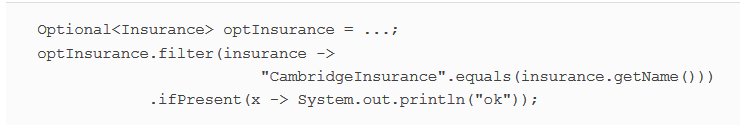 Optional<Insurance> optInsurance = ...;
optInsurance.filter(insurance ->
"CambridgeInsurance".equals(insurance.getName()))
.ifPresent(x -> System.out.println("ok"));